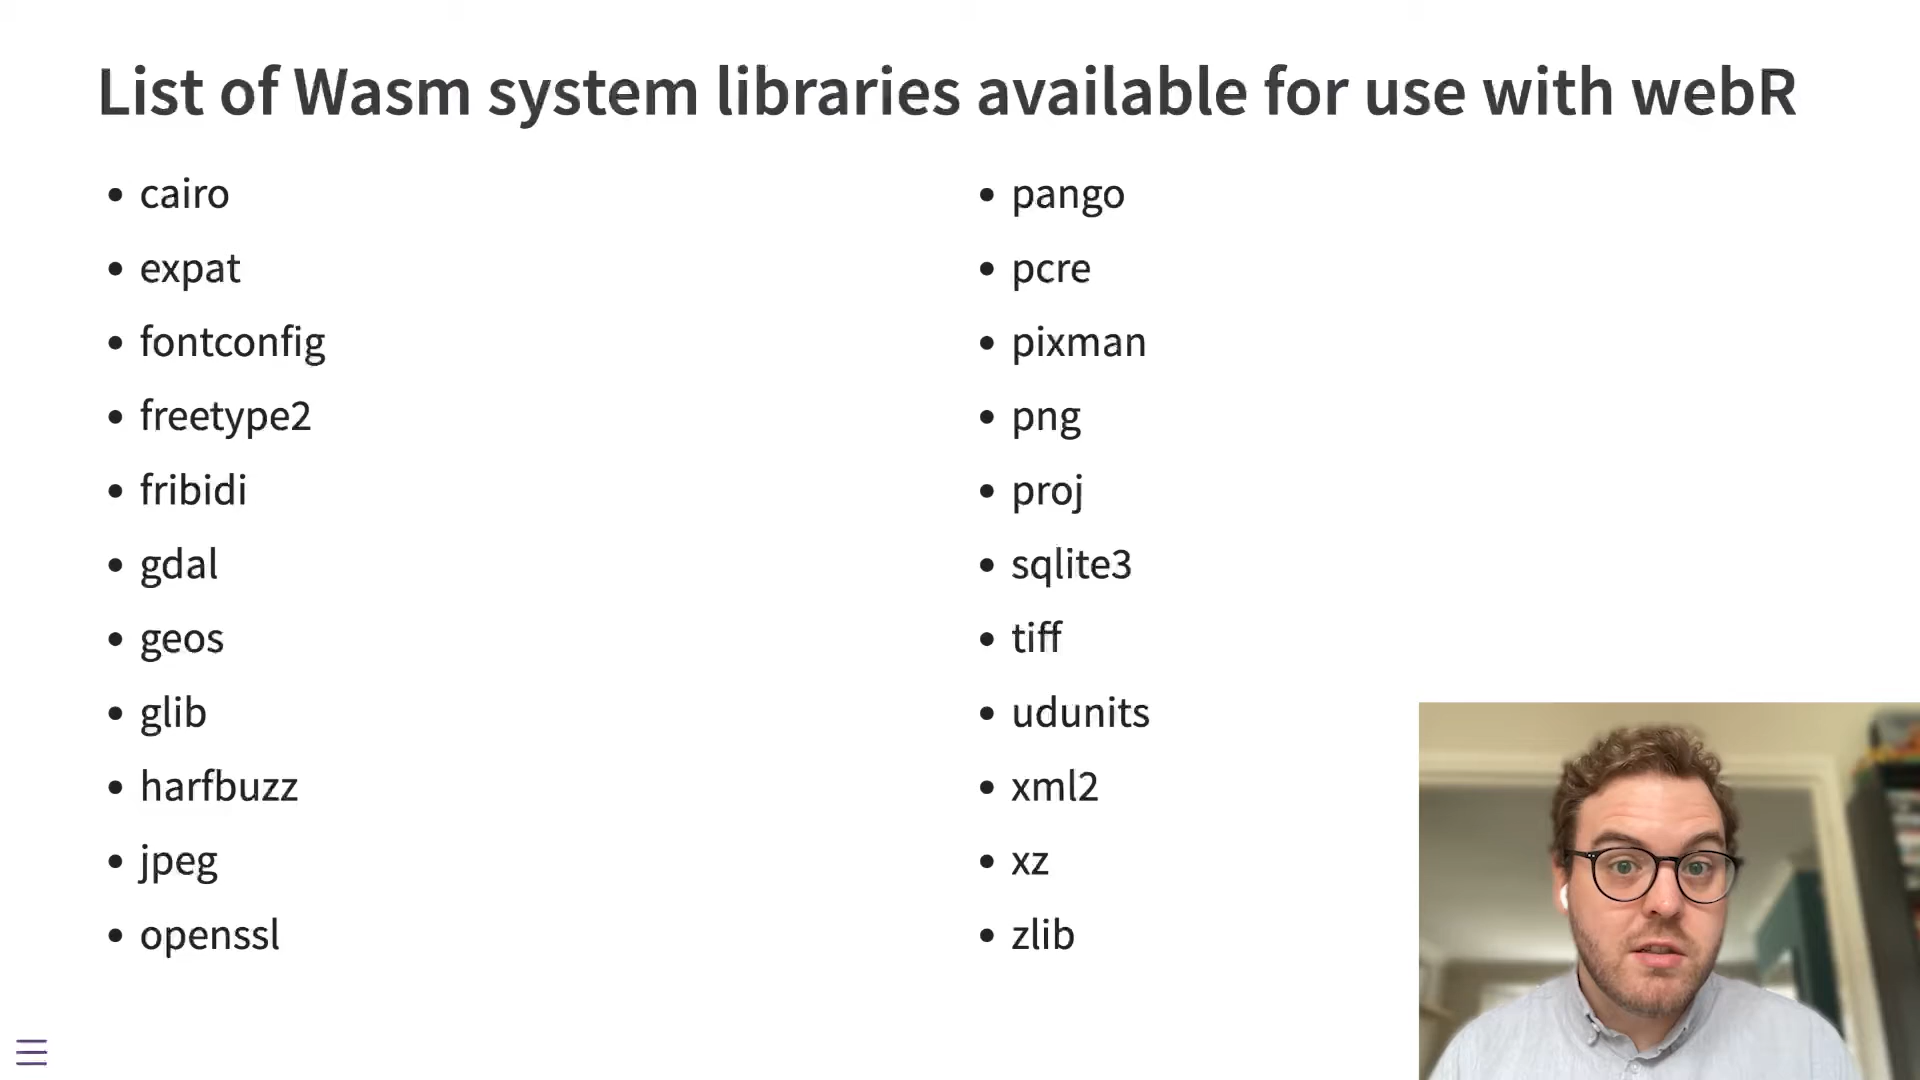 List of Wasm system libraries available for use with webR
• cairo
• expat
• fontconfig
• freetype2
• fribidi
• gdal
• geos
• glib
• harfbuzz
• jpeg
• openssl
• pango
• pcre
• pixman
• png
• proj
• sqlite3
• tiff
• udunits
• xml2
• xz
• zlib